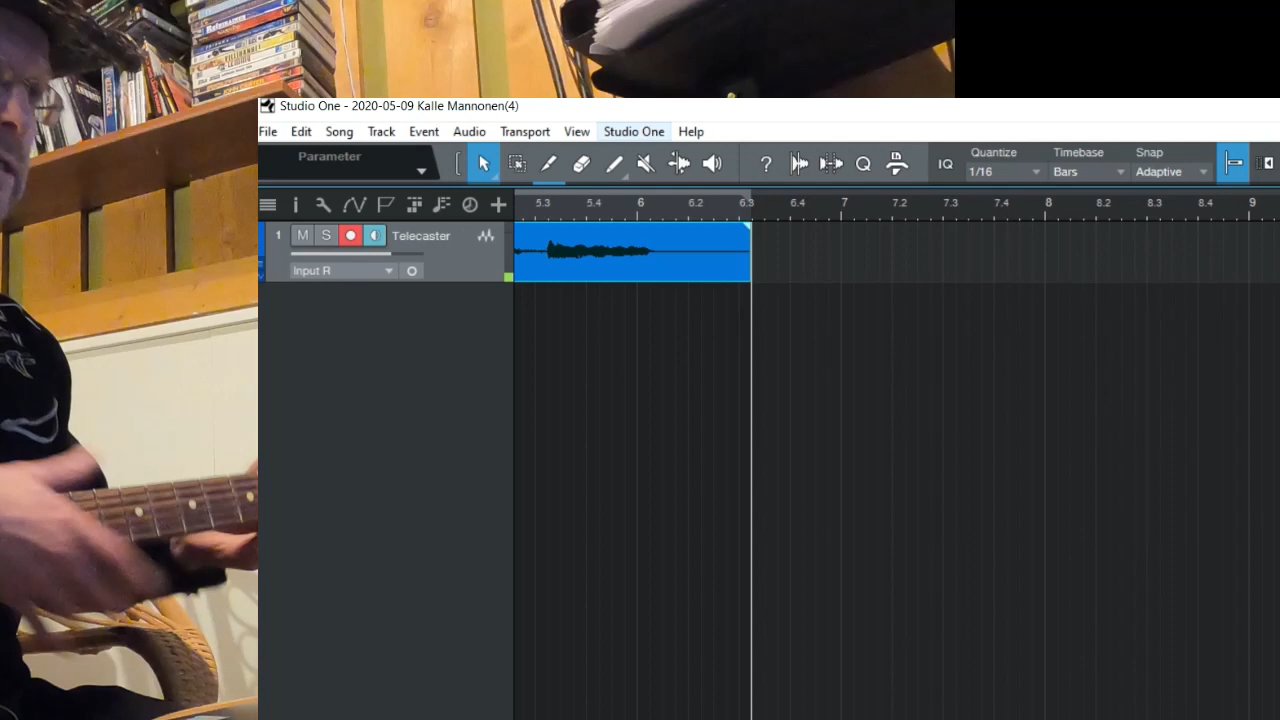 Studio One - 2020-05-09 Kalle Mannonen(4)
File Edit Song Track Event Audio Transport View Studio One Help
Parameter
IQ
Quantize
1/16
Timebase
Bars
Snap
Adaptive
5.3 5.4 6 6.2 6.3 6.4 7 7.2 7.3 7.4 8 8.2 8.3 8.4 9
1 M S Telecaster
Input R